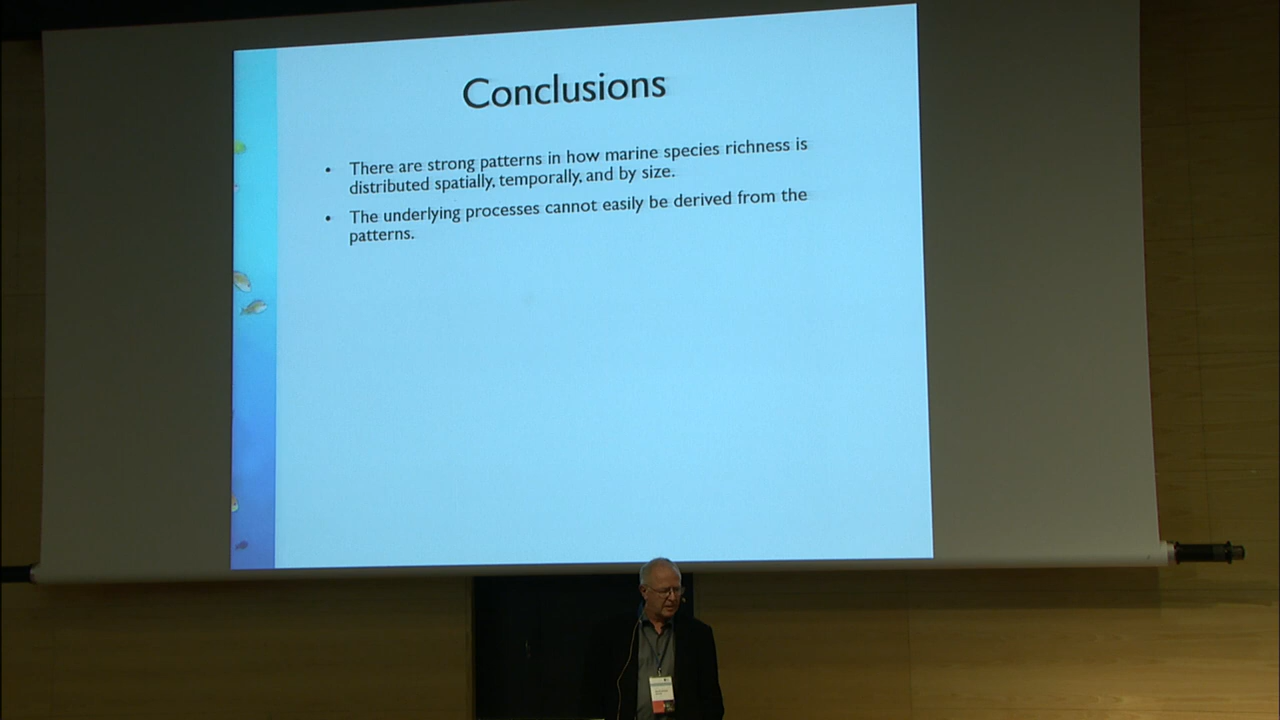 Conclusions
• There are strong patterns in how marine species richness is
distributed spatially, temporally, and by size.
• The underlying processes cannot easily be derived from the
patterns.